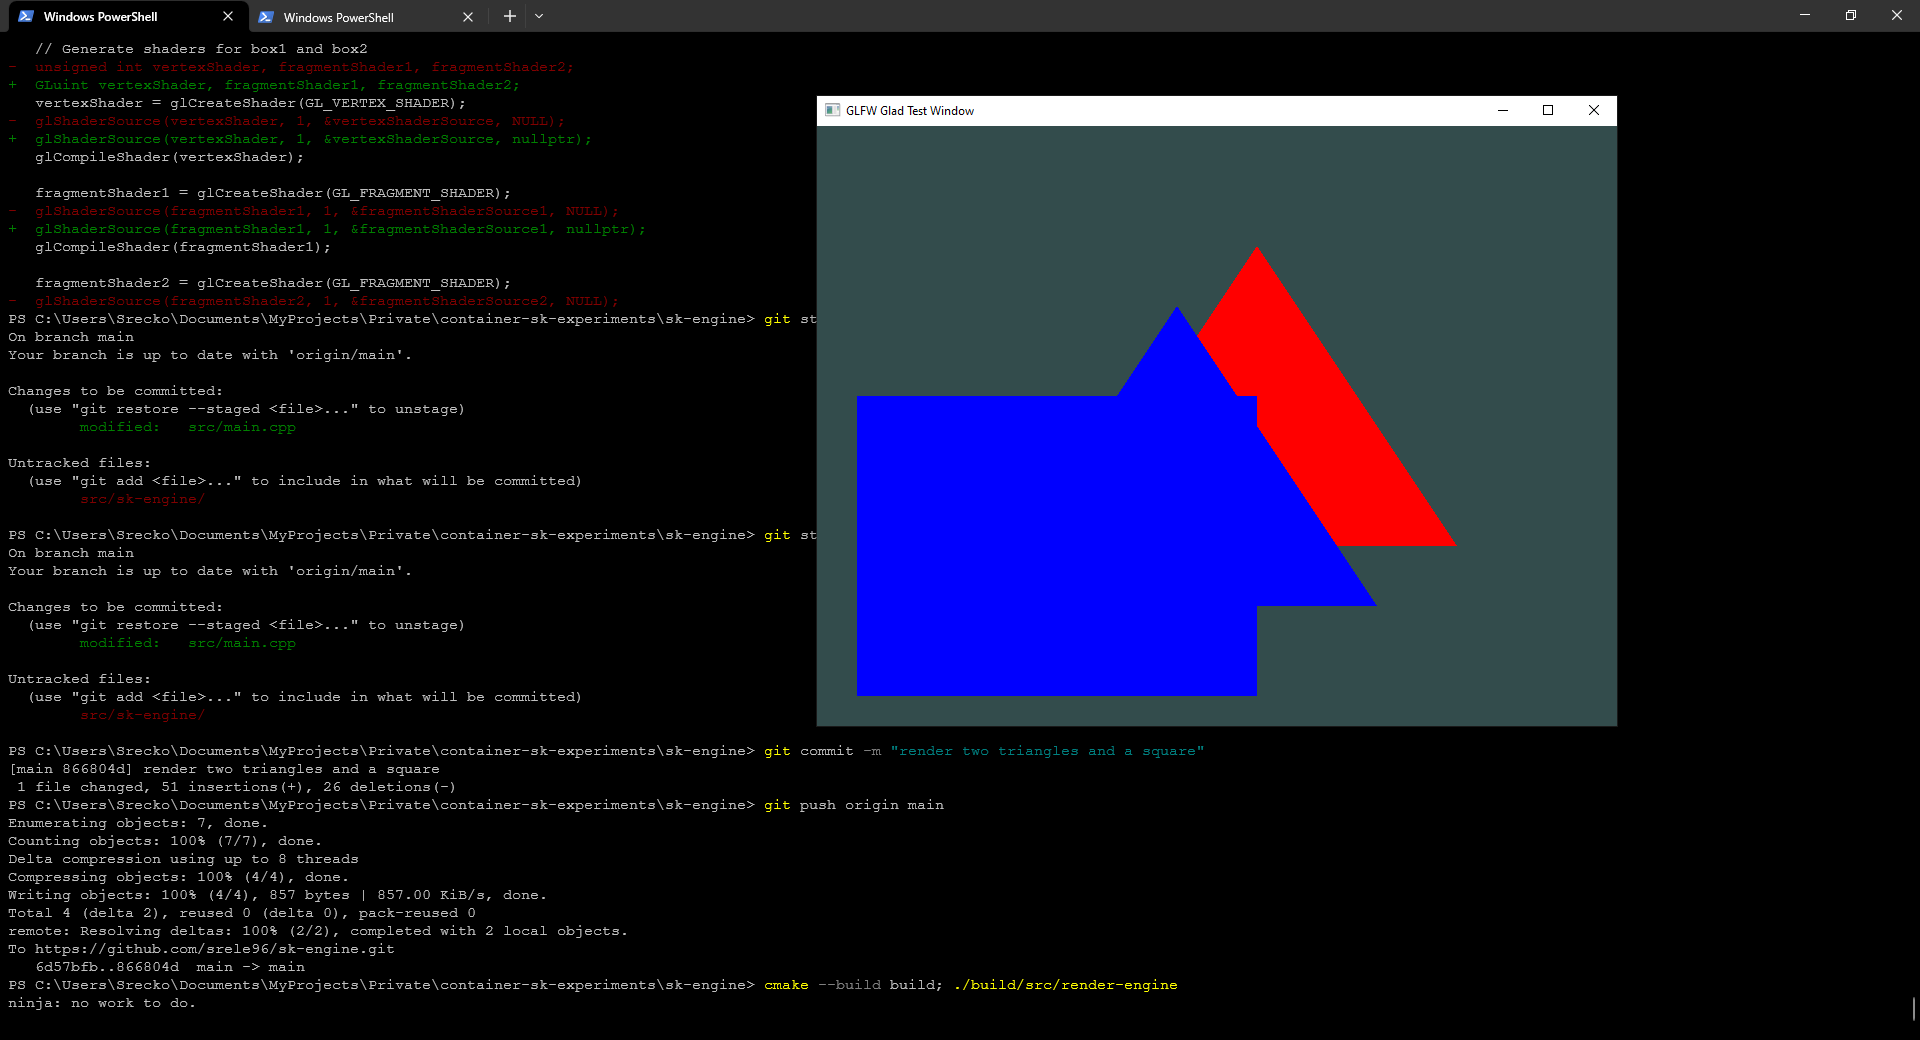 Windows PowerShell
Windows PowerShell
// Generate shaders for box1 and box2
-  unsigned int vertexShader, fragmentShader1, fragmentShader2;
+  GLuint vertexShader, fragmentShader1, fragmentShader2;
vertexShader = glCreateShader(GL_VERTEX_SHADER);
-  glShaderSource(vertexShader, 1, &vertexShaderSource, NULL);
+  glShaderSource(vertexShader, 1, &vertexShaderSource, nullptr);
glCompileShader(vertexShader);
fragmentShader1 = glCreateShader(GL_FRAGMENT_SHADER);
-  glShaderSource(fragmentShader1, 1, &fragmentShaderSource1, NULL);
+  glShaderSource(fragmentShader1, 1, &fragmentShaderSource1, nullptr);
glCompileShader(fragmentShader1);
fragmentShader2 = glCreateShader(GL_FRAGMENT_SHADER);
-  glShaderSource(fragmentShader2, 1, &fragmentShaderSource2, NULL);
PS C:\Users\Srecko\Documents\MyProjects\Private\container-sk-experiments\sk-engine> git st
On branch main
Your branch is up to date with 'origin/main'.
Changes to be committed:
(use "git restore --staged <file>..." to unstage)
modified:   src/main.cpp
Untracked files:
(use "git add <file>..." to include in what will be committed)
src/sk-engine/
PS C:\Users\Srecko\Documents\MyProjects\Private\container-sk-experiments\sk-engine> git st
On branch main
Your branch is up to date with 'origin/main'.
Changes to be committed:
(use "git restore --staged <file>..." to unstage)
modified:   src/main.cpp
Untracked files:
(use "git add <file>..." to include in what will be committed)
src/sk-engine/
PS C:\Users\Srecko\Documents\MyProjects\Private\container-sk-experiments\sk-engine> git commit -m "render two triangles and a square"
[main 866804d] render two triangles and a square
1 file changed, 51 insertions(+), 26 deletions(-)
PS C:\Users\Srecko\Documents\MyProjects\Private\container-sk-experiments\sk-engine> git push origin main
Enumerating objects: 7, done.
Counting objects: 100% (7/7), done.
Delta compression using up to 8 threads
Compressing objects: 100% (4/4), done.
Writing objects: 100% (4/4), 857 bytes | 857.00 KiB/s, done.
Total 4 (delta 2), reused 0 (delta 0), pack-reused 0
remote: Resolving deltas: 100% (2/2), completed with 2 local objects.
To https://github.com/srele96/sk-engine.git
6d57bfb..866804d  main -> main
PS C:\Users\Srecko\Documents\MyProjects\Private\container-sk-experiments\sk-engine> cmake --build build; ./build/src/render-engine
ninja: no work to do.
GLFW Glad Test Window